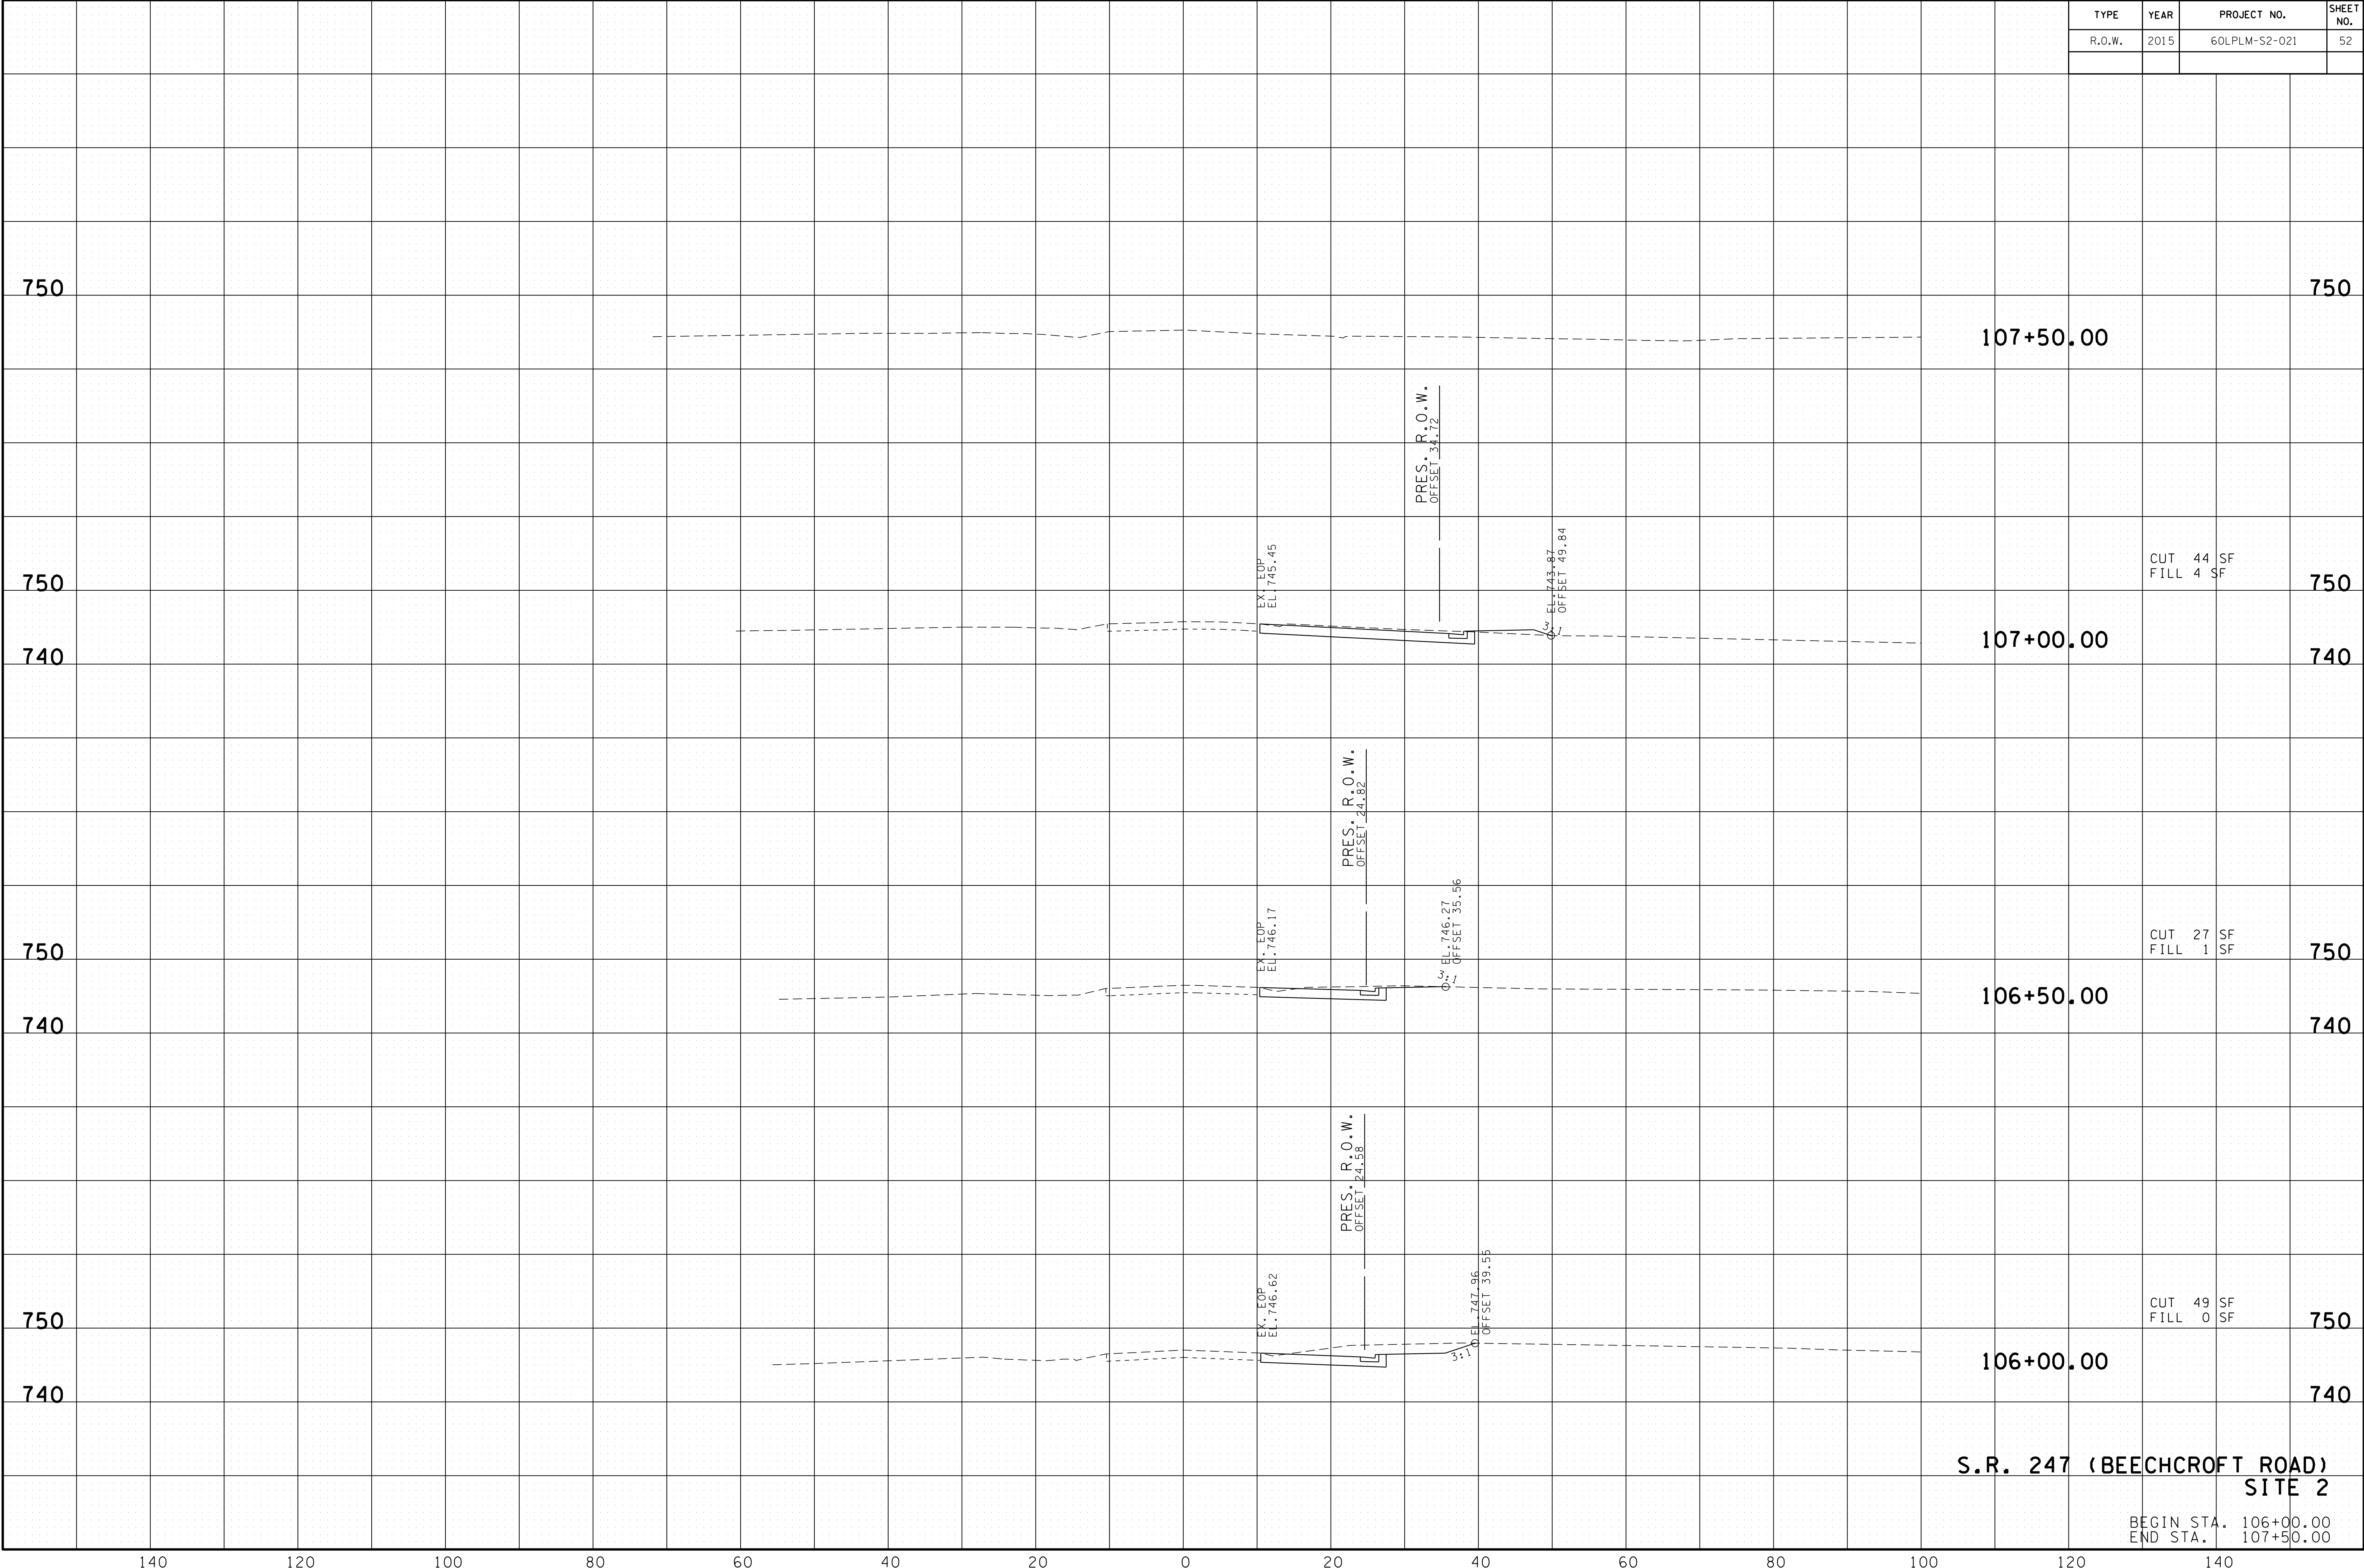 TYPE YEAR PROJECT NO. SHEET NO.
R.O.W. 2015 60LPLM-S2-021 52
750 750
107+50.00
PRES. R.O.W.
OFFSET 34.72
EX. EOP
EL.745.45
EL.743.87
OFFSET 49.84
3:1
CUT 44 SF
FILL 4 SF
750 750
107+00.00
740 740
PRES. R.O.W.
OFFSET 24.82
EX. EOP
EL.746.17
EL.746.27
OFFSET 35.56
3:1
CUT 27 SF
FILL 1 SF
750 750
106+50.00
740 740
PRES. R.O.W.
OFFSET 24.58
EX. EOP
EL.746.62
EL.747.96
OFFSET 39.55
3:1
CUT 49 SF
FILL 0 SF
750 750
106+00.00
740 740
S.R. 247 (BEECHCROFT ROAD)
SITE 2
BEGIN STA. 106+00.00
END STA. 107+50.00
140 120 100 80 60 40 20 0 20 40 60 80 100 120 140